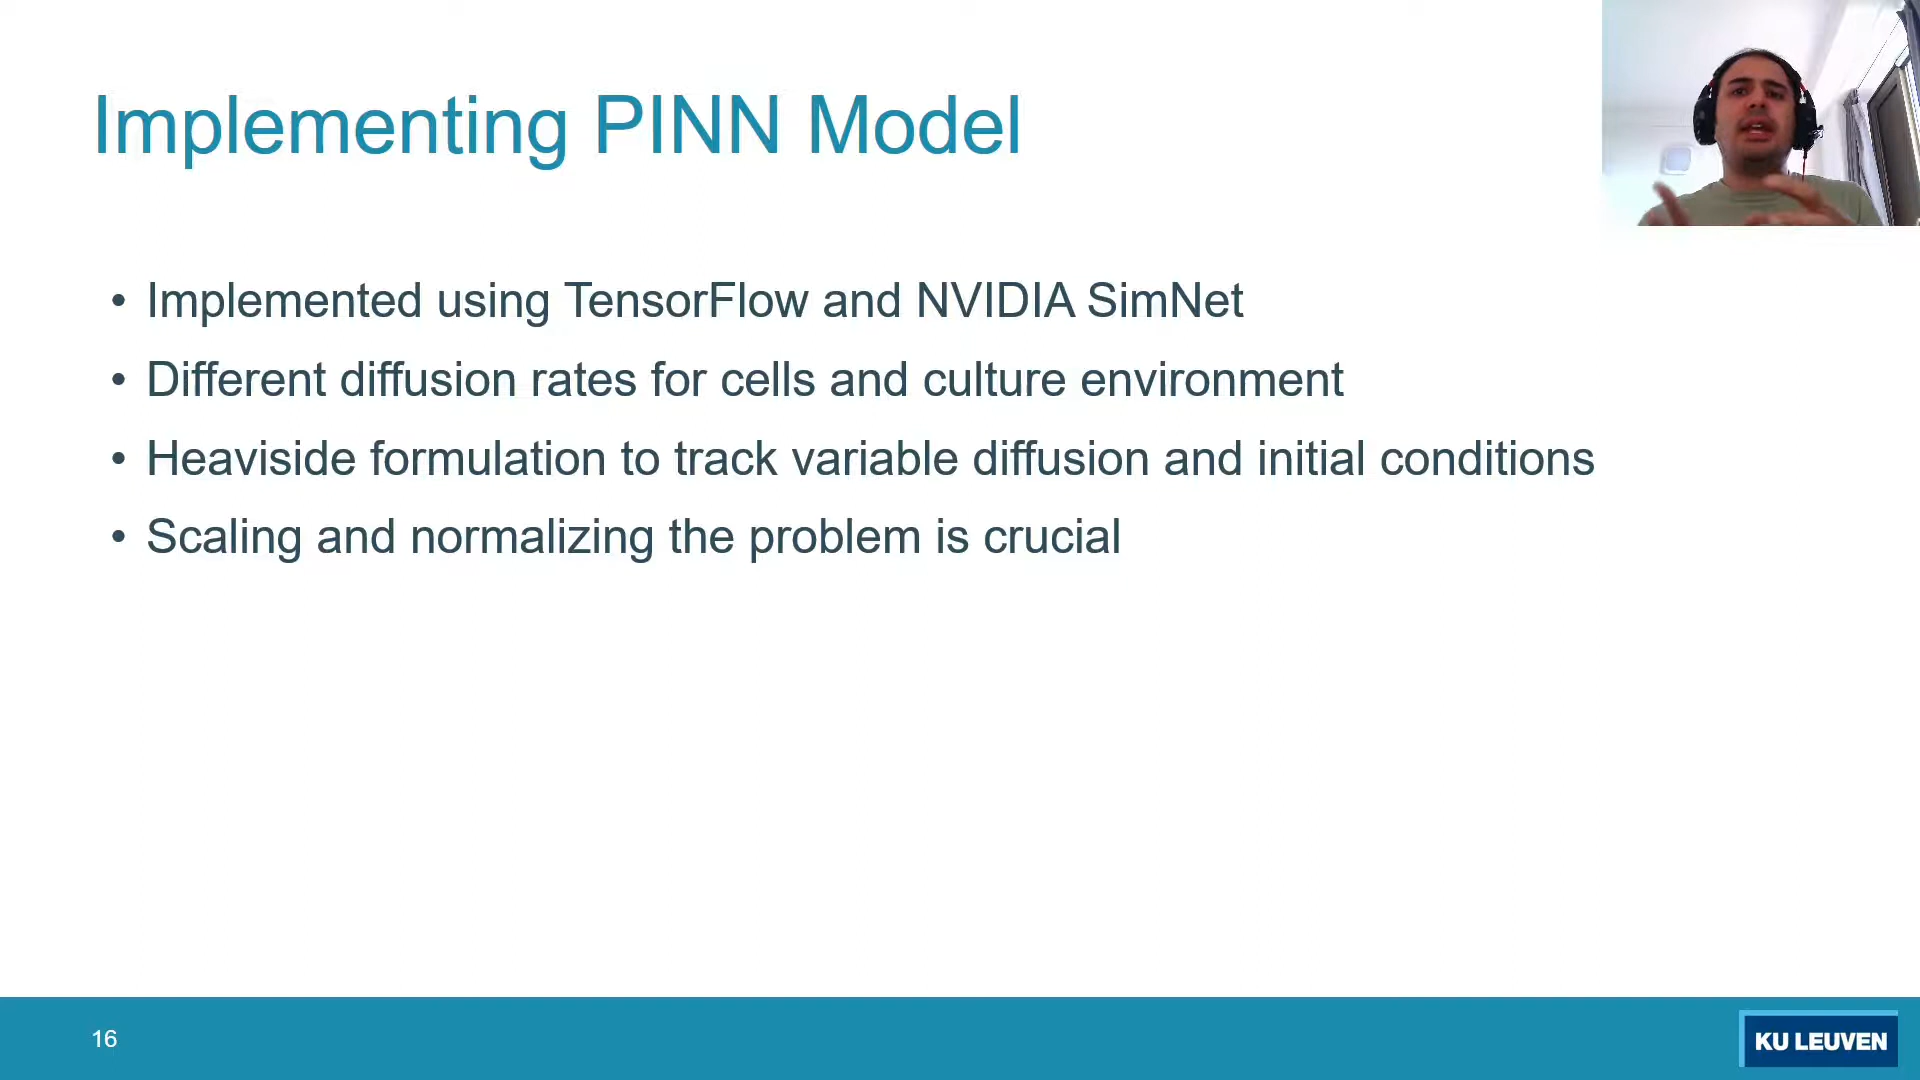 Implementing PINN Model
• Implemented using TensorFlow and NVIDIA SimNet
• Different diffusion rates for cells and culture environment
• Heaviside formulation to track variable diffusion and initial conditions
• Scaling and normalizing the problem is crucial
16
KU LEUVEN